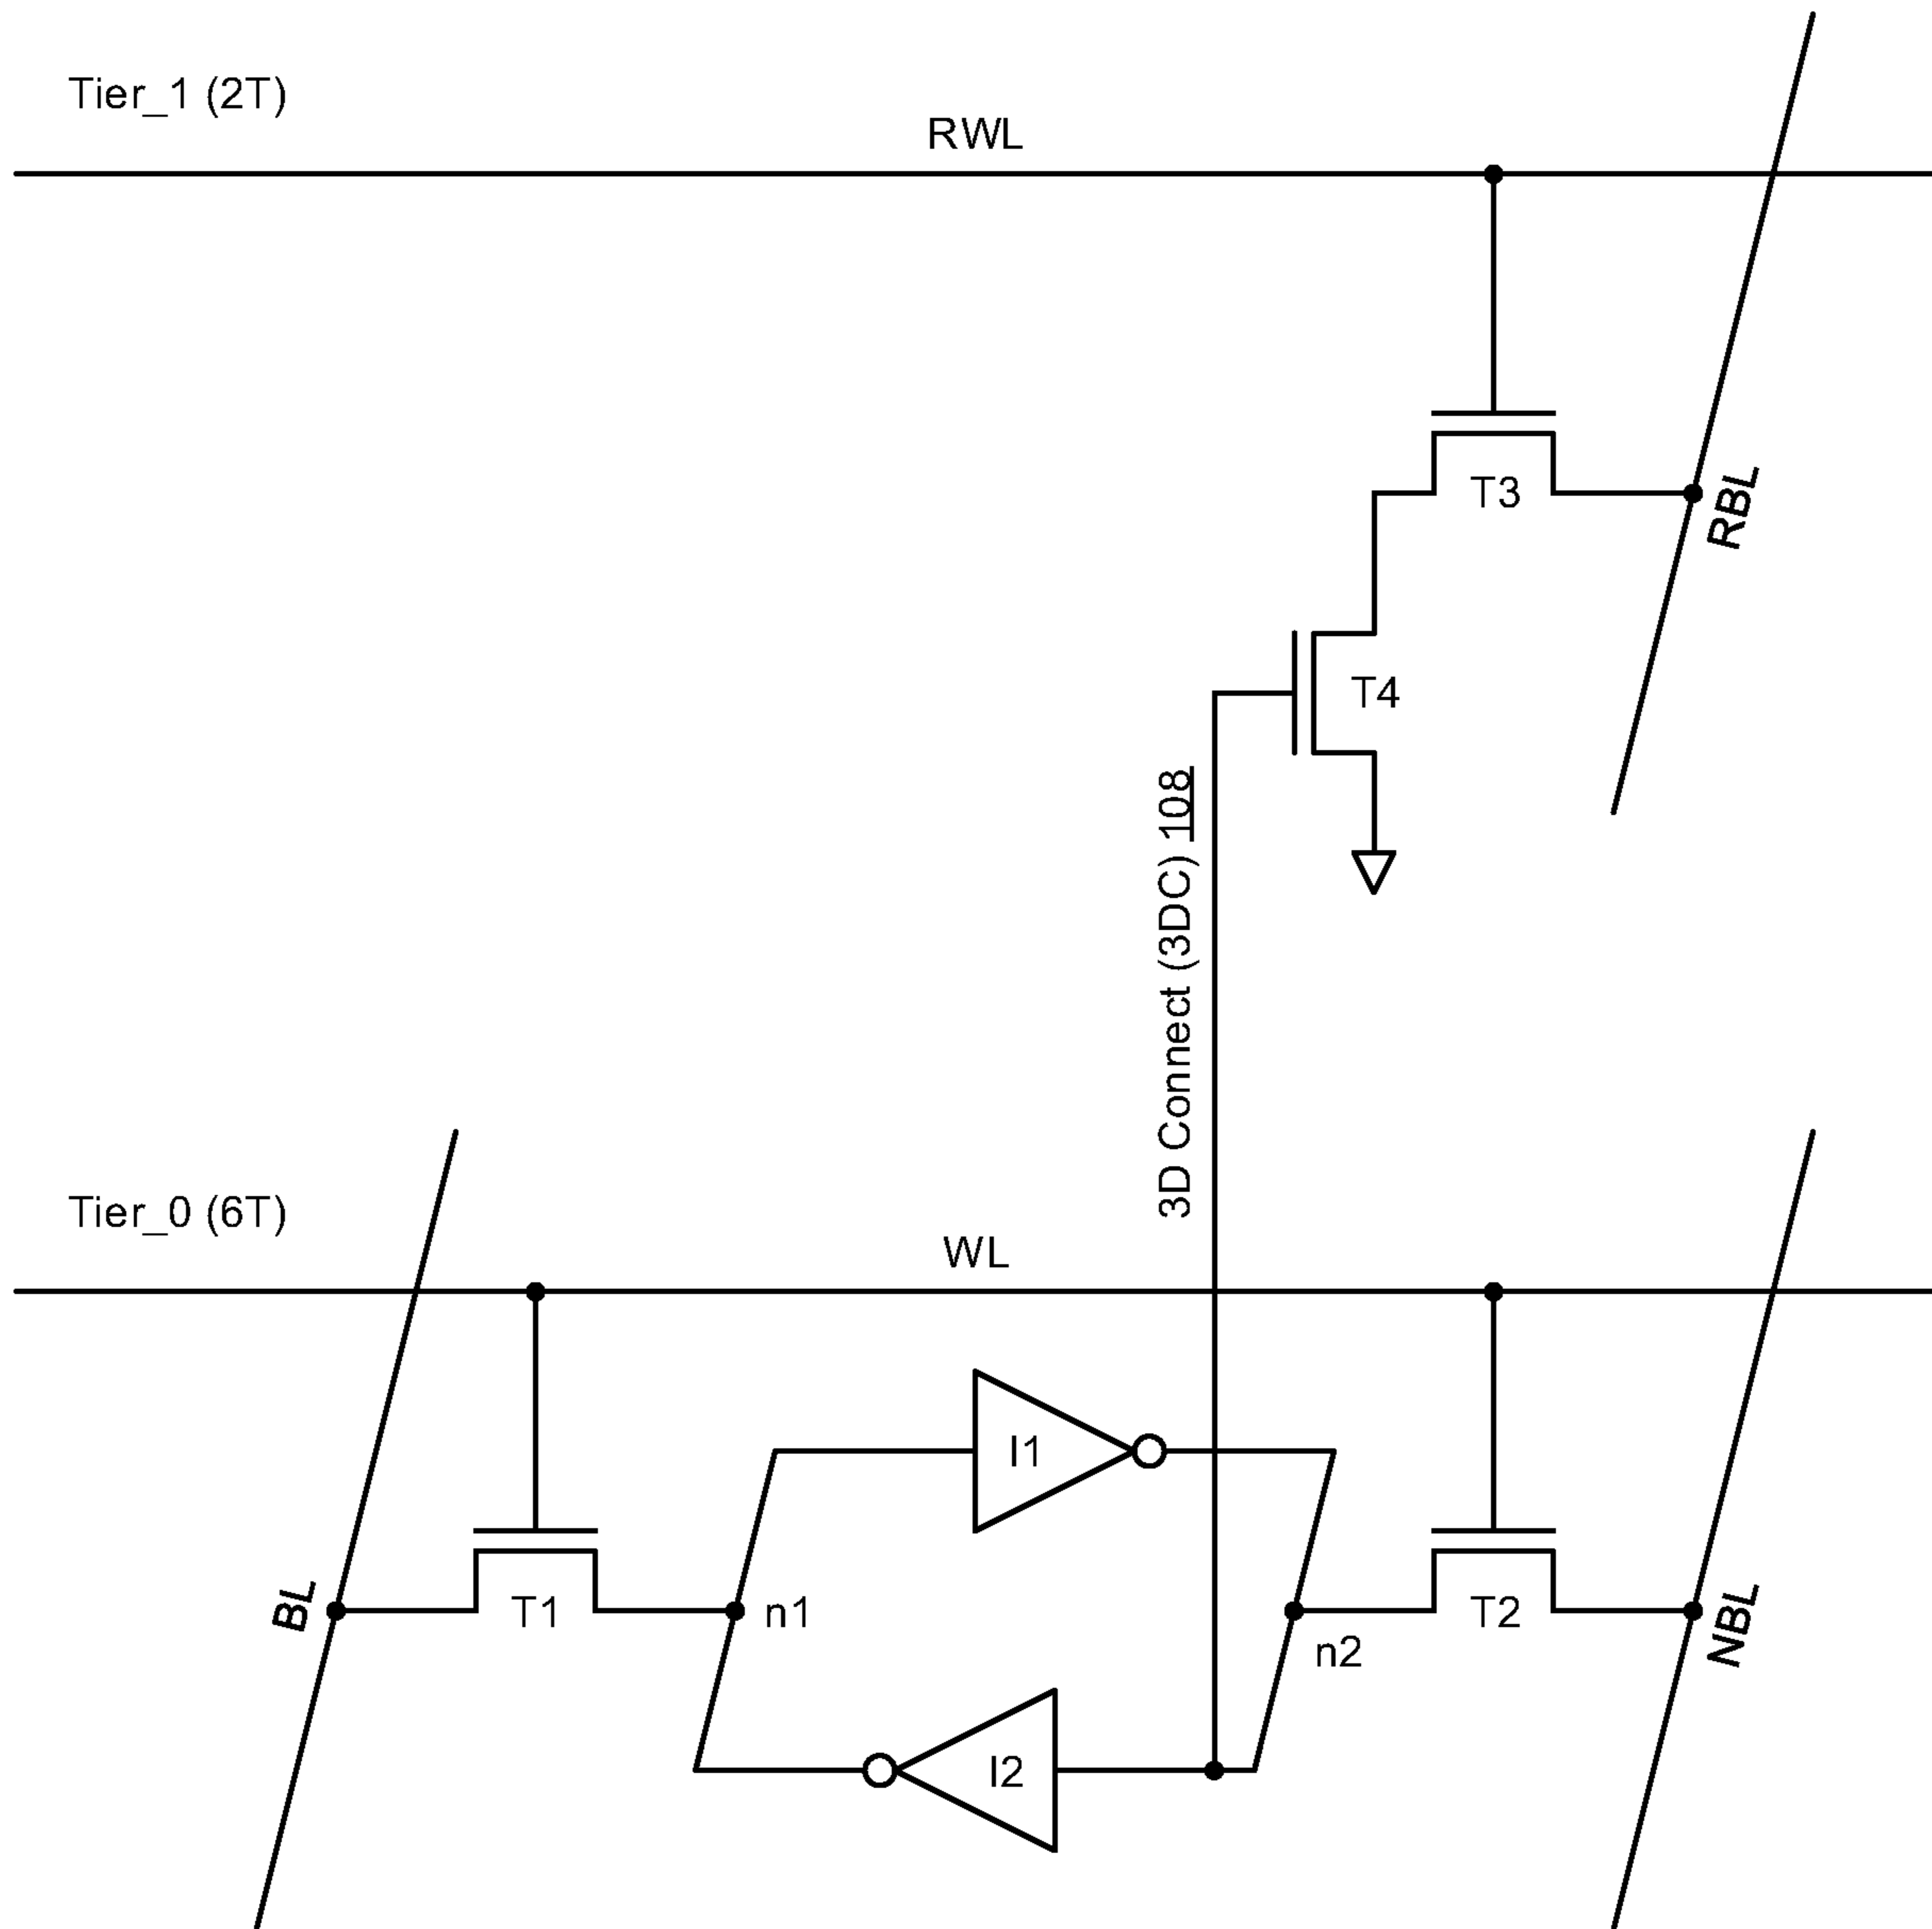 Tier_1 (2T)
RWL
T3
RBL
T4
3D Connect (3DC) 108
Tier_0 (6T)
WL
I1
BL
T1
n1
n2
T2
NBL
I2